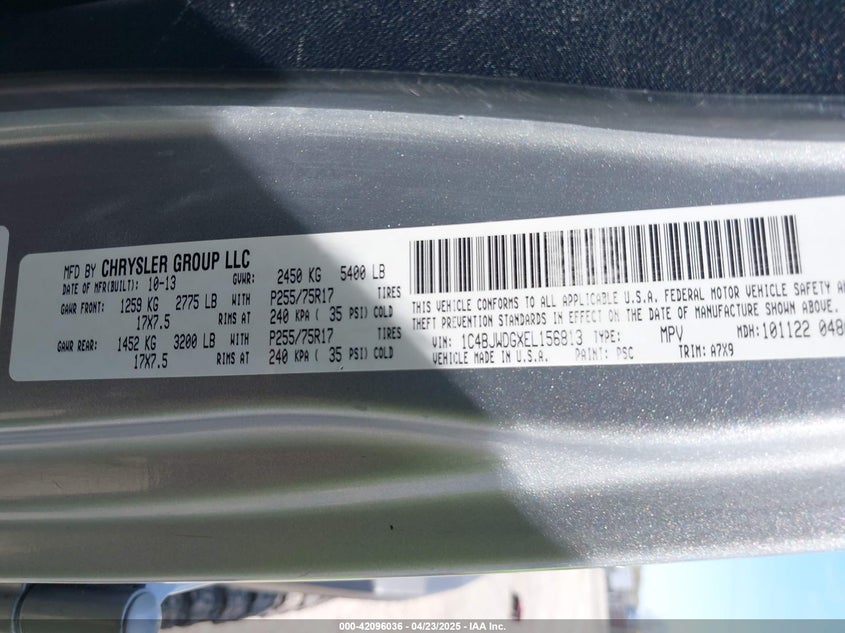 MFD BY CHRYSLER GROUP LLC
DATE OF MFR(BUILT): 10-13 GVWR: 2450 KG 5400 LB
GAWR FRONT: 1259 KG 2775 LB WITH P255/75R17 TIRES
17X7.5 RIMS AT 240 KPA ( 35 PSI) COLD
GAWR REAR: 1452 KG 3200 LB WITH P255/75R17 TIRES
17X7.5 RIMS AT 240 KPA ( 35 PSI) COLD
THIS VEHICLE CONFORMS TO ALL APPLICABLE U.S.A. FEDERAL MOTOR VEHICLE SAFETY
THEFT PREVENTION STANDARDS IN EFFECT ON THE DATE OF MANUFACTURE SHOWN ABOVE.
VIN: 1C4BJWDGXEL156813 TYPE: MPV MDH: 101122
VEHICLE MADE IN U.S.A. PAINT: PSC TRIM: A7X9
000-42096036 - 04/23/2025 - IAA Inc.